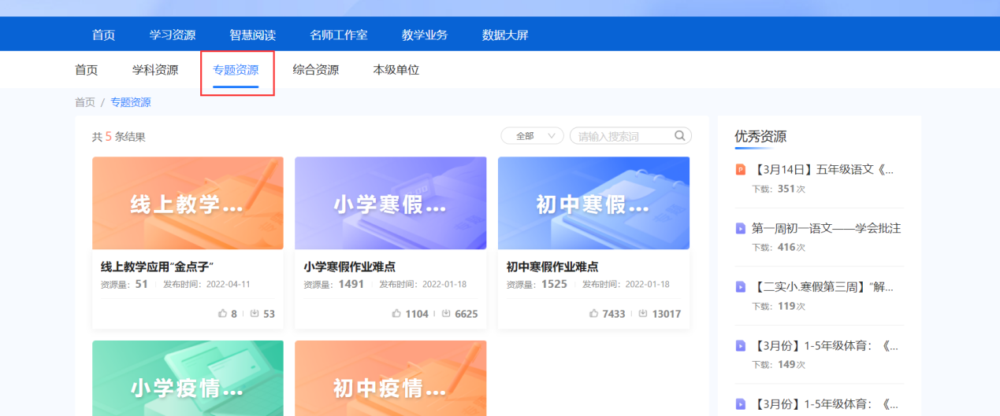 首页 学习资源 智慧阅读 名师工作室 教学业务 数据大屏
首页 学科资源 专题资源 综合资源 本级单位
首页 / 专题资源
共 5 条结果
全部
请输入搜索词
线上教学...
小学寒假...
初中寒假...
线上教学应用“金点子”
资源量：51 发布时间：2022-04-11
8 53
小学寒假作业难点
资源量：1491 发布时间：2022-01-18
1104 6625
初中寒假作业难点
资源量：1525 发布时间：2022-01-18
7433 13017
小学疫情...
初中疫情...
优秀资源
【3月14日】五年级语文《...
下载：351次
第一周初一语文——学会批注
下载：416次
【二实小.寒假第三周】“解...
下载：119次
【3月份】1-5年级体育：《...
下载：149次
【3月份】1-5年级体育：《...